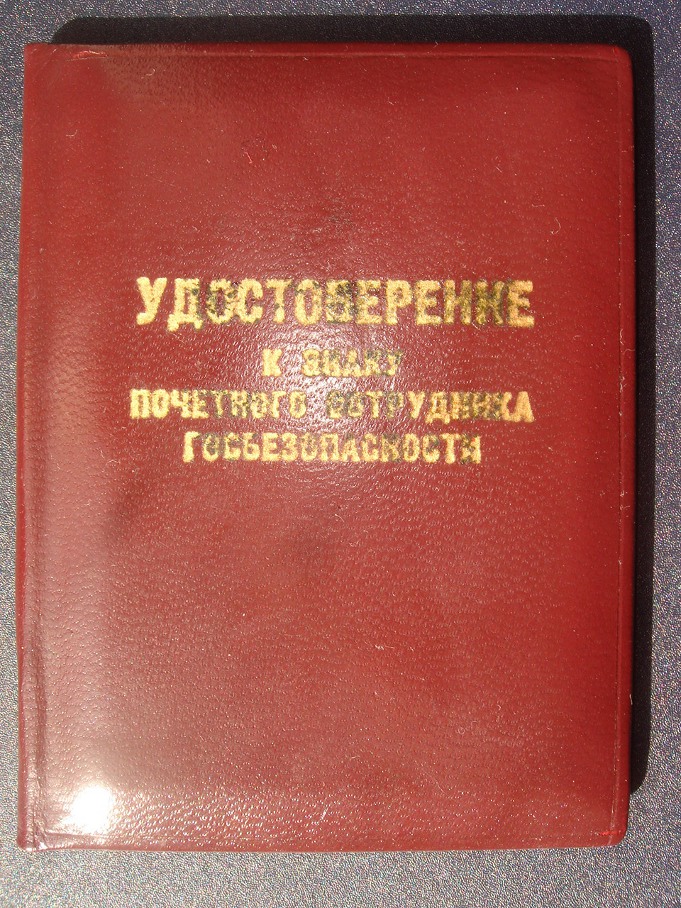 УДОСТОВЕРЕНИЕ
К ЗНАКУ
ПОЧЕТНОГО СОТРУДНИКА
ГОСБЕЗОПАСНОСТИ